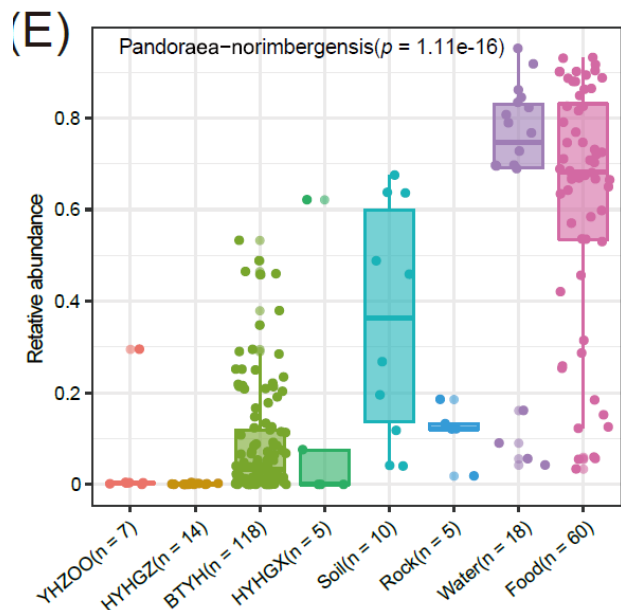 (E)
Pandoraea-norimbergensis(p = 1.11e-16)
Relative abundance
0.8
0.6
0.4
0.2
0
YHZOO(n = 7)
HYHGZ(n = 14)
BTYH(n = 118)
HYHGX(n = 5)
Soil(n = 10)
Rock(n = 5)
Water(n = 18)
Food(n = 60)